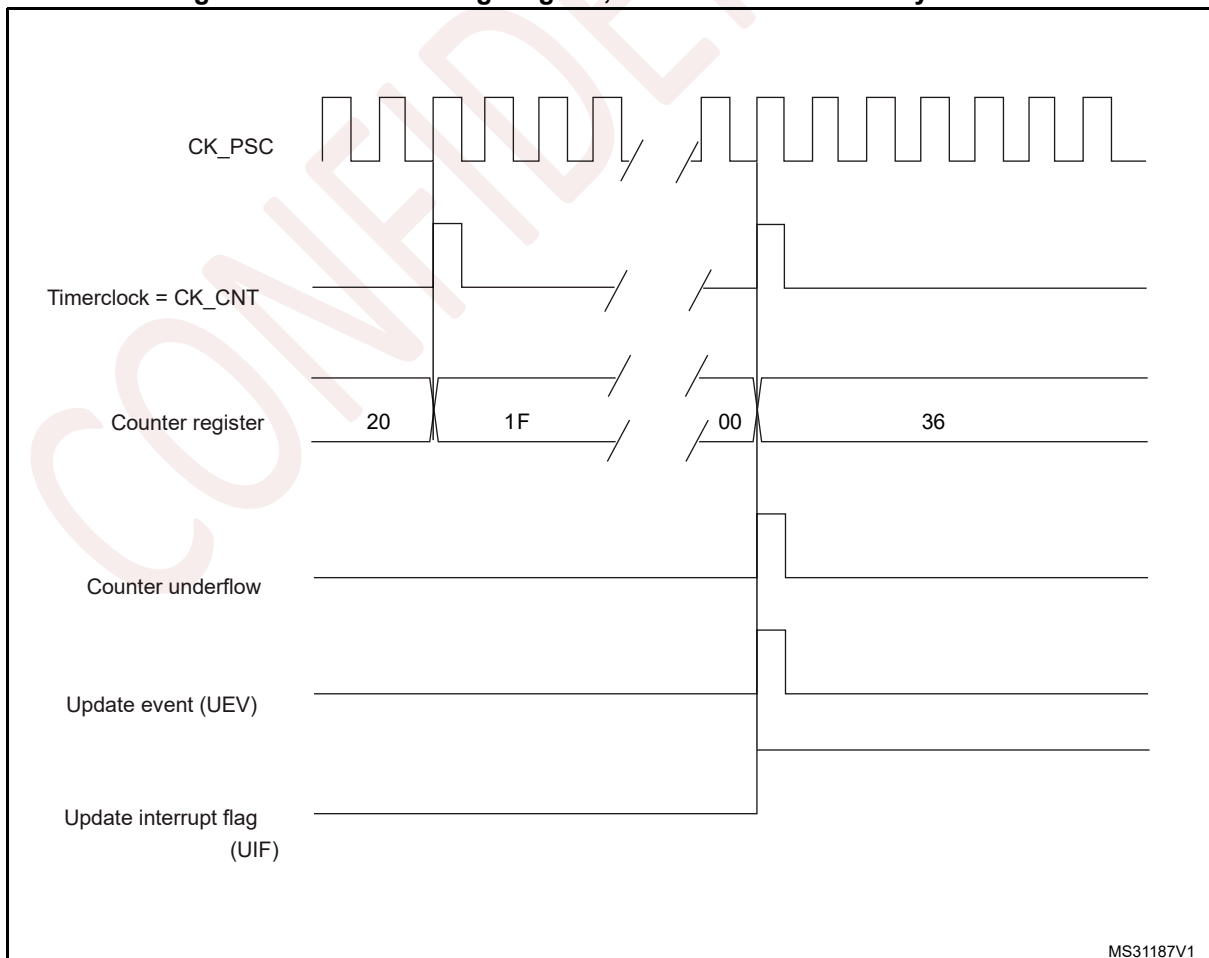 CK_PSC
Timerclock = CK_CNT
Counter register
20
1F
00
36
Counter underflow
Update event (UEV)
Update interrupt flag
(UIF)
MS31187V1